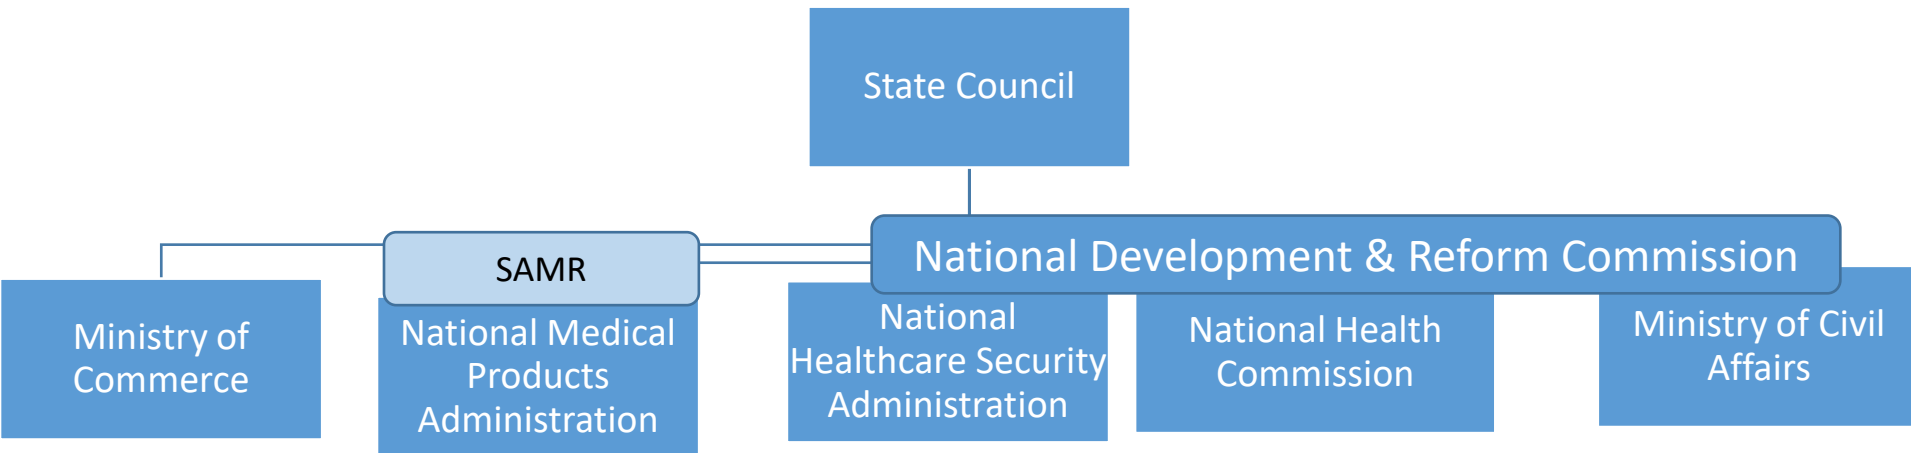 State Council
SAMR
National Development & Reform Commission
Ministry of
Commerce
National Medical
Products
Administration
National
Healthcare Security
Administration
National Health
Commission
Ministry of Civil
Affairs